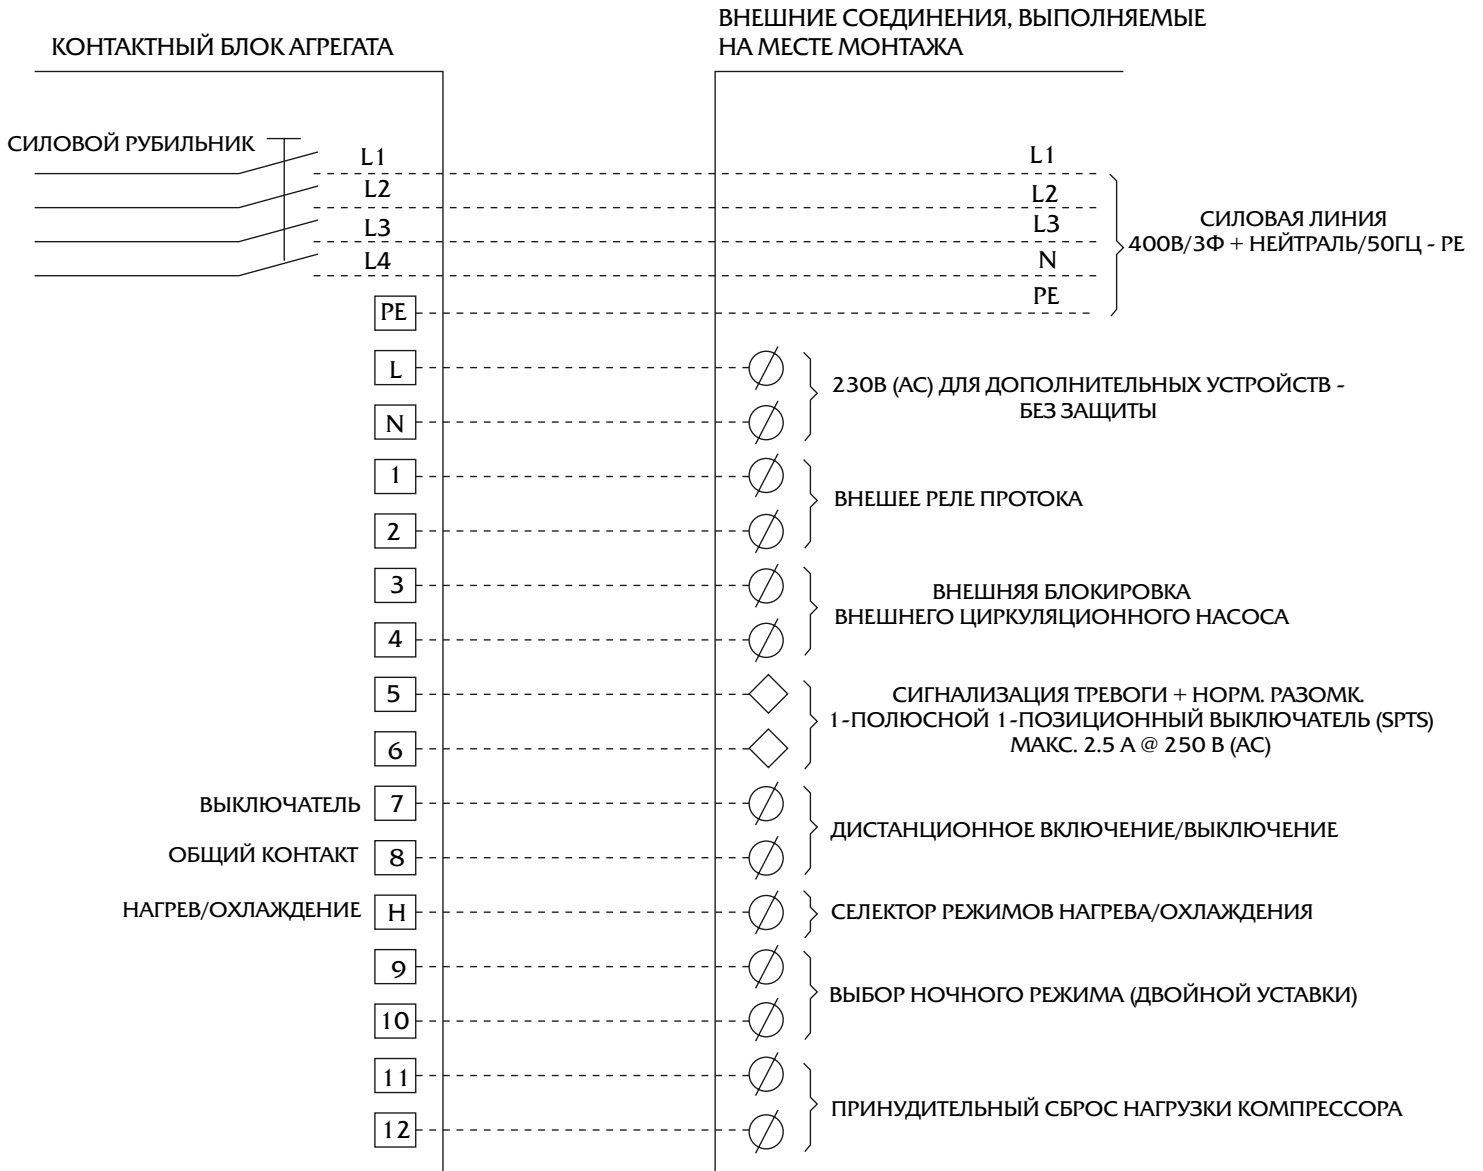 ВНЕШНИЕ СОЕДИНЕНИЯ, ВЫПОЛНЯЕМЫЕ
НА МЕСТЕ МОНТАЖА
КОНТАКТНЫЙ БЛОК АГРЕГАТА
СИЛОВОЙ РУБИЛЬНИК
L1 L1
L2 L2
L3 L3
L4 N
PE PE
СИЛОВАЯ ЛИНИЯ
400В/3Ф + НЕЙТРАЛЬ/50ГЦ - PE
L
N
230В (AC) ДЛЯ ДОПОЛНИТЕЛЬНЫХ УСТРОЙСТВ -
БЕЗ ЗАЩИТЫ
1
2
ВНЕШЕЕ РЕЛЕ ПРОТОКА
3
4
ВНЕШНЯЯ БЛОКИРОВКА
ВНЕШНЕГО ЦИРКУЛЯЦИОННОГО НАСОСА
5
6
СИГНАЛИЗАЦИЯ ТРЕВОГИ + НОРМ. РАЗОМК.
1-ПОЛЮСНОЙ 1-ПОЗИЦИОННЫЙ ВЫКЛЮЧАТЕЛЬ (SPTS)
МАКС. 2.5 А @ 250 В (AC)
ВЫКЛЮЧАТЕЛЬ 7
ОБЩИЙ КОНТАКТ 8
ДИСТАНЦИОННОЕ ВКЛЮЧЕНИЕ/ВЫКЛЮЧЕНИЕ
НАГРЕВ/ОХЛАЖДЕНИЕ H СЕЛЕКТОР РЕЖИМОВ НАГРЕВА/ОХЛАЖДЕНИЯ
9
10
ВЫБОР НОЧНОГО РЕЖИМА (ДВОЙНОЙ УСТАВКИ)
11
12
ПРИНУДИТЕЛЬНЫЙ СБРОС НАГРУЗКИ КОМПРЕССОРА